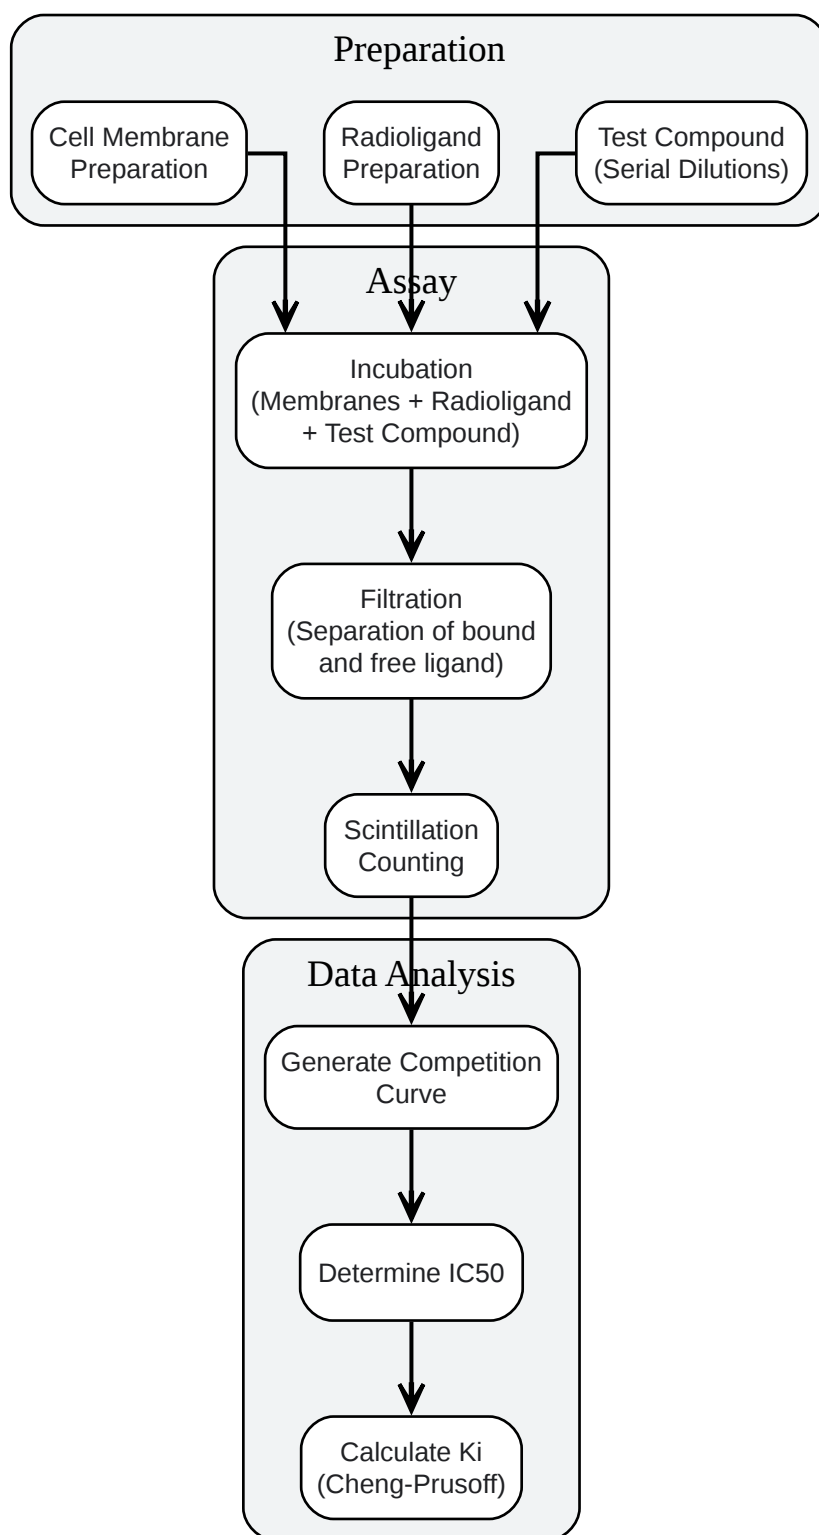 Preparation
Cell Membrane
Preparation
Radioligand
Preparation
Test Compound
(Serial Dilutions)
Assay
Incubation
(Membranes + Radioligand
+ Test Compound)
Filtration
(Separation of bound
and free ligand)
Scintillation
Counting
Data Analysis
Generate Competition
Curve
Determine IC50
Calculate Ki
(Cheng-Prusoff)